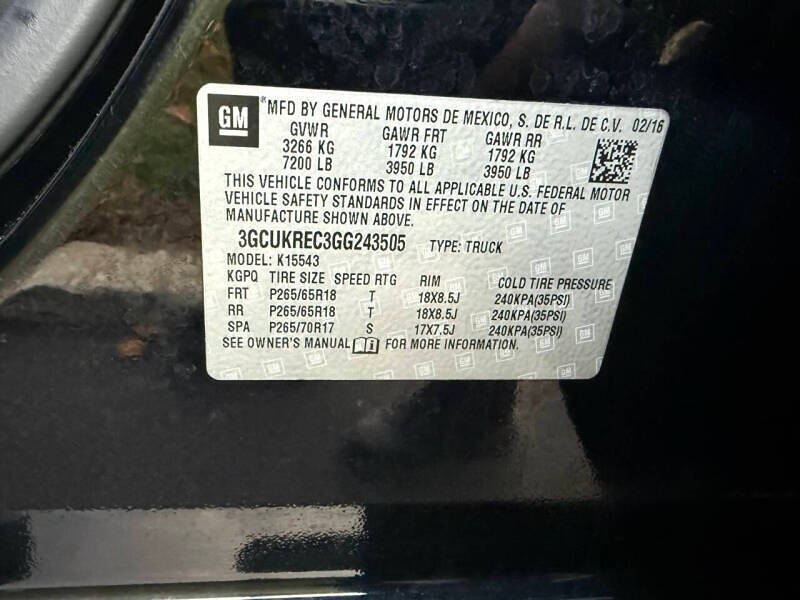 GM ® MFD BY GENERAL MOTORS DE MEXICO, S. DE R.L. DE C.V. 02/16
GVWR GAWR FRT GAWR RR
3266 KG 1792 KG 1792 KG
7200 LB 3950 LB 3950 LB
THIS VEHICLE CONFORMS TO ALL APPLICABLE U.S. FEDERAL MOTOR
VEHICLE SAFETY STANDARDS IN EFFECT ON THE DATE OF
MANUFACTURE SHOWN ABOVE.
3GCUKREC3GG243505 TYPE: TRUCK
MODEL: K15543
KGPQ TIRE SIZE SPEED RTG RIM COLD TIRE PRESSURE
FRT P265/65R18 T 18X8.5J 240KPA(35PSI)
RR P265/65R18 T 18X8.5J 240KPA(35PSI)
SPA P265/70R17 S 17X7.5J 240KPA(35PSI)
SEE OWNER'S MANUAL FOR MORE INFORMATION.